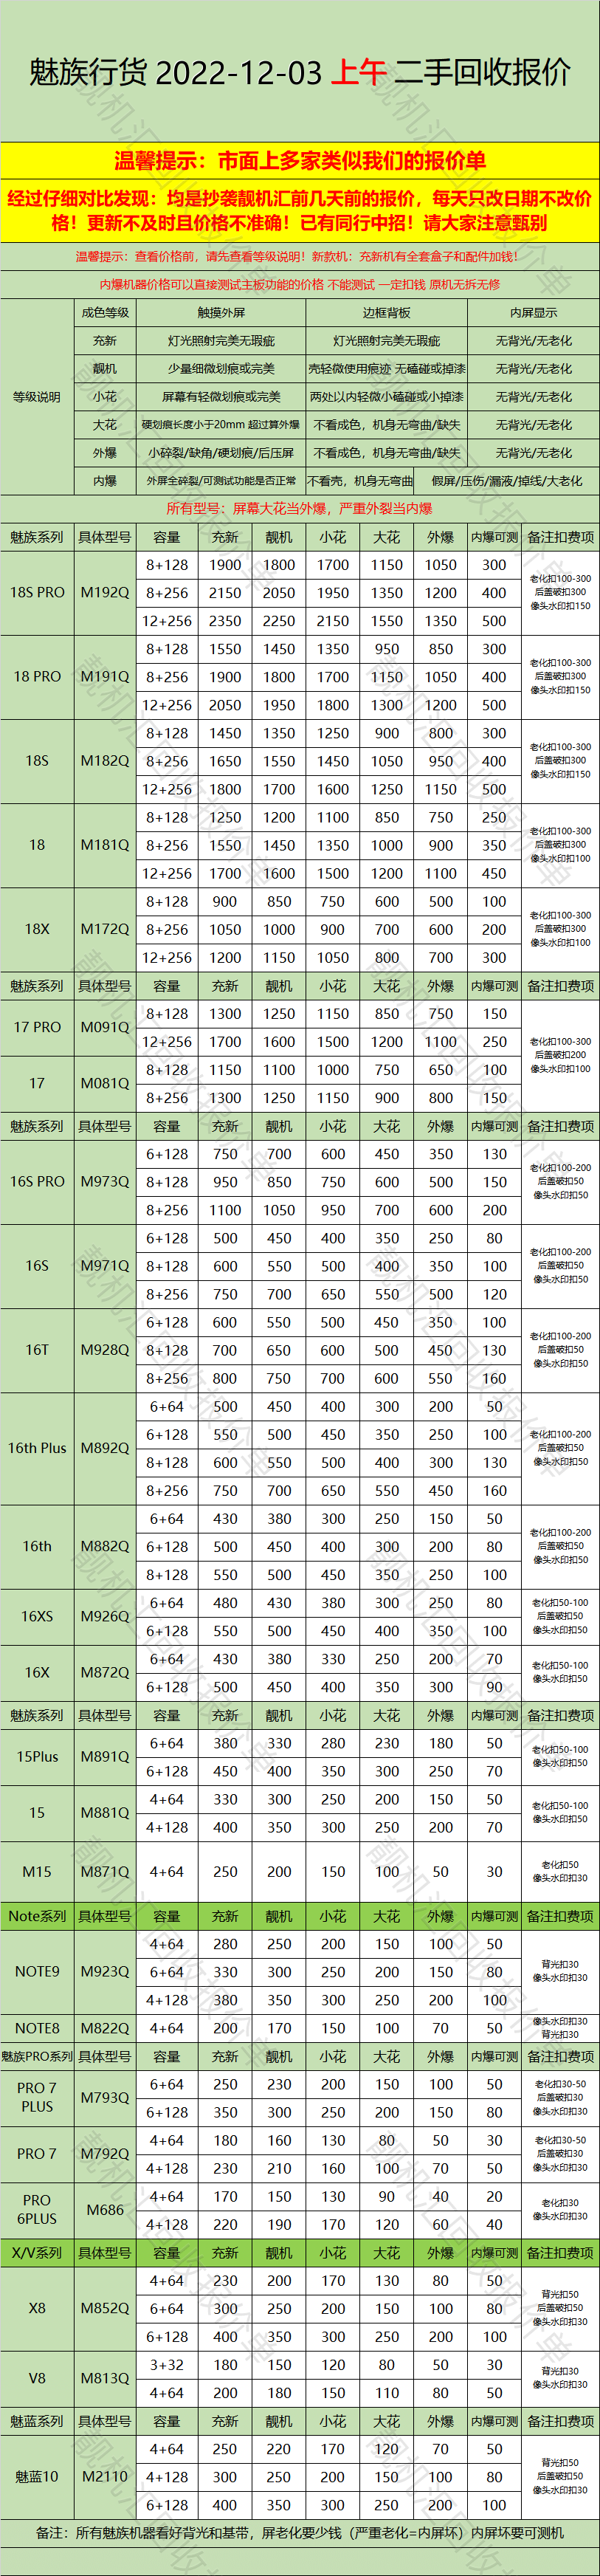 魅族行货 2022-12-03 上午 二手回收报价
温馨提示：市面上多家类似我们的报价单
经过仔细对比发现：均是抄袭靓机汇前几天前的报价，每天只改日期不改价
格！更新不及时且价格不准确！已有同行中招！请大家注意甄别
温馨提示：查看价格前，请先查看等级说明！新款机：充新机有全套盒子和配件加钱！
内爆机器价格可以直接测试主板功能的价格 不能测试 一定扣钱 原机无拆无修
等级说明
成色等级 触摸外屏 边框背板 内屏显示
充新 灯光照射完美无瑕疵 灯光照射完美无瑕疵 无背光/无老化
靓机 少量细微划痕或完美 壳轻微使用痕迹 无磕碰或掉漆 无背光/无老化
小花 屏幕有轻微划痕或完美 两处以内轻微小磕碰或小掉漆 无背光/无老化
大花 硬划痕长度小于20mm 超过算外爆 不看成色，机身无弯曲/缺失 无背光/无老化
外爆 小碎裂/缺角/硬划痕/后压屏 不看成色，机身无弯曲/缺失 无背光/无老化
内爆 外屏全碎裂/可测试功能是否正常 不看壳，机身无弯曲 假屏/压伤/漏液/掉线/大老化
所有型号：屏幕大花当外爆，严重外裂当内爆
魅族系列 具体型号 容量 充新 靓机 小花 大花 外爆 内爆可测 备注扣费项
18S PRO M192Q
8+128 1900 1800 1700 1150 1050 300
8+256 2150 2050 1950 1350 1200 400
12+256 2350 2250 2150 1550 1350 500
老化扣100-300
后盖破扣300
像头水印扣150
18 PRO M191Q
8+128 1550 1450 1350 950 850 300
8+256 1900 1800 1700 1150 1050 400
12+256 2050 1950 1800 1300 1200 500
老化扣100-300
后盖破扣300
像头水印扣150
18S M182Q
8+128 1450 1350 1250 900 800 300
8+256 1650 1550 1450 1050 950 400
12+256 1800 1700 1600 1250 1150 500
老化扣100-300
后盖破扣300
像头水印扣150
18 M181Q
8+128 1250 1200 1100 850 750 250
8+256 1550 1450 1350 1000 900 350
12+256 1700 1600 1500 1200 1100 450
老化扣100-300
后盖破扣300
像头水印扣100
18X M172Q
8+128 900 850 750 600 500 100
8+256 1050 1000 900 700 600 200
12+256 1200 1150 1050 800 700 300
老化扣100-300
后盖破扣300
像头水印扣100
魅族系列 具体型号 容量 充新 靓机 小花 大花 外爆 内爆可测 备注扣费项
17 PRO M091Q
8+128 1300 1250 1150 850 750 150
12+256 1700 1600 1500 1200 1100 250
17 M081Q
8+128 1150 1100 1000 750 650 100
8+256 1300 1250 1150 900 800 150
老化扣100-300
后盖破扣200
像头水印扣100
魅族系列 具体型号 容量 充新 靓机 小花 大花 外爆 内爆可测 备注扣费项
16S PRO M973Q
6+128 750 700 600 450 350 130
8+128 950 850 750 600 500 150
8+256 1100 1050 950 700 600 200
老化扣100-200
后盖破扣50
像头水印扣50
16S M971Q
6+128 500 450 400 350 250 80
8+128 600 550 500 400 350 100
8+256 750 700 650 550 500 120
老化扣100-200
后盖破扣50
像头水印扣50
16T M928Q
6+128 600 550 500 450 350 100
8+128 700 650 600 500 450 130
8+256 800 750 700 600 550 160
老化扣100-200
后盖破扣50
像头水印扣50
16th Plus M892Q
6+64 500 450 400 300 200 50
6+128 550 500 450 350 250 100
8+128 600 550 500 400 300 130
8+256 750 700 650 550 450 160
老化扣100-200
后盖破扣50
像头水印扣50
16th M882Q
6+64 430 380 300 250 150 50
6+128 500 450 400 300 200 80
8+128 550 500 450 350 250 100
老化扣100-200
后盖破扣50
像头水印扣50
16XS M926Q
6+64 480 430 380 300 250 80
6+128 550 500 450 400 350 100
老化扣50-100
后盖破扣50
像头水印扣50
16X M872Q
6+64 430 380 330 250 200 70
6+128 500 450 400 350 300 90
老化扣50-100
像头水印扣50
魅族系列 具体型号 容量 充新 靓机 小花 大花 外爆 内爆可测 备注扣费项
15Plus M891Q
6+64 380 330 280 230 180 50
6+128 450 400 350 300 250 70
老化扣50-100
像头水印扣50
15 M881Q
4+64 330 300 250 200 150 50
4+128 400 350 300 250 200 70
老化扣50-100
像头水印扣50
M15 M871Q
4+64 250 200 150 100 50 30
老化扣50
像头水印扣30
Note系列 具体型号 容量 充新 靓机 小花 大花 外爆 内爆可测 备注扣费项
NOTE9 M923Q
4+64 280 250 200 150 100 50
6+64 330 300 250 200 150 80
4+128 380 350 300 250 200 100
背光扣30
像头水印扣30
NOTE8 M822Q
4+64 200 170 150 100 70 50
像头水印扣30
背光扣30
魅族PRO系列 具体型号 容量 充新 靓机 小花 大花 外爆 内爆可测 备注扣费项
PRO 7
PLUS
M793Q
6+64 250 230 200 150 100 50
6+128 350 300 250 200 150 80
老化扣30-50
后盖破扣30
像头水印扣30
PRO 7 M792Q
4+64 180 160 130 80 50 30
4+128 230 210 160 100 70 50
老化扣30-50
后盖破扣30
像头水印扣30
PRO
6PLUS
M686
4+64 170 150 130 90 40 20
4+128 220 190 170 120 60 40
老化扣30
像头水印扣30
X/V系列 具体型号 容量 充新 靓机 小花 大花 外爆 内爆可测 备注扣费项
X8 M852Q
4+64 230 200 170 130 80 50
6+64 300 250 200 150 100 80
6+128 400 350 300 250 200 100
背光扣50
后盖破扣50
像头水印扣30
V8 M813Q
3+32 180 150 120 80 50 30
4+64 200 180 150 110 80 50
背光扣30
像头水印扣30
魅蓝系列 具体型号 容量 充新 靓机 小花 大花 外爆 内爆可测 备注扣费项
魅蓝10 M2110
4+64 250 220 170 120 70 50
4+128 300 250 200 150 100 80
6+128 400 350 300 250 200 100
背光扣50
后盖破扣50
像头水印扣30
备注：所有魅族机器看好背光和基带，屏老化要少钱（严重老化=内屏坏）内屏坏要可测机
靓机汇回收报价单